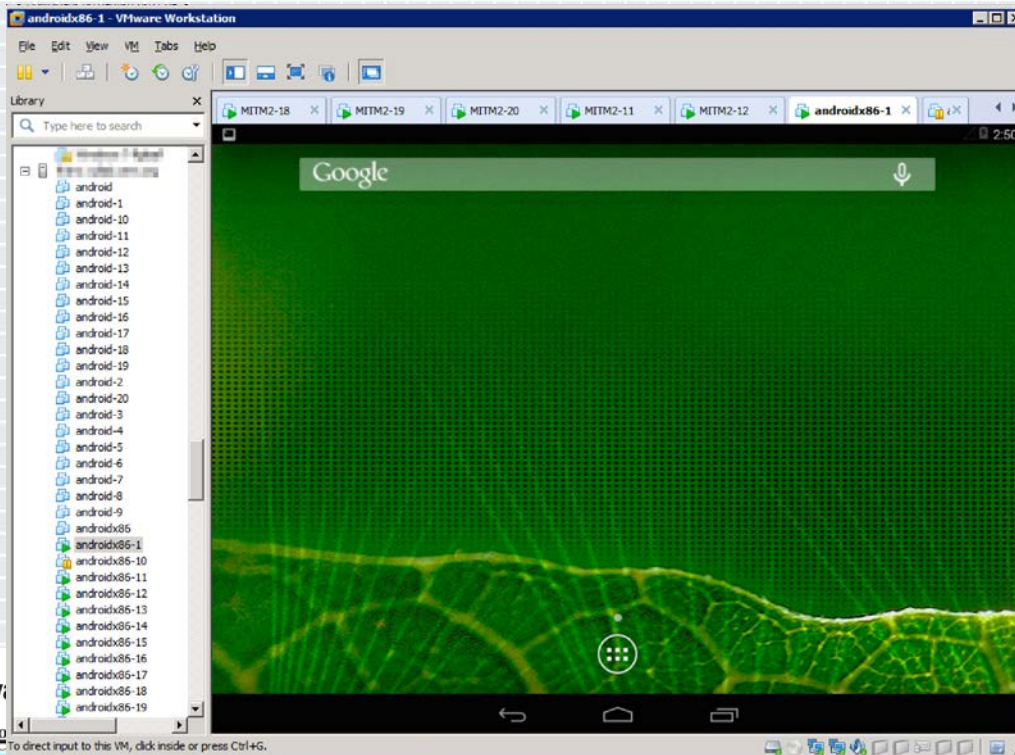 androidx86-1 - VMware Workstation
File Edit View VM Tabs Help
Library
Type here to search
MITM2-18 MITM2-19 MITM2-20 MITM2-11 MITM2-12 androidx86-1
2:50
Google
android
android-1
android-10
android-11
android-12
android-13
android-14
android-15
android-16
android-17
android-18
android-19
android-2
android-20
android-3
android-4
android-5
android-6
android-7
android-8
android-9
androidx86
androidx86-1
androidx86-10
androidx86-11
androidx86-12
androidx86-13
androidx86-14
androidx86-15
androidx86-16
androidx86-17
androidx86-18
androidx86-19
To direct input to this VM, click inside or press Ctrl+G.